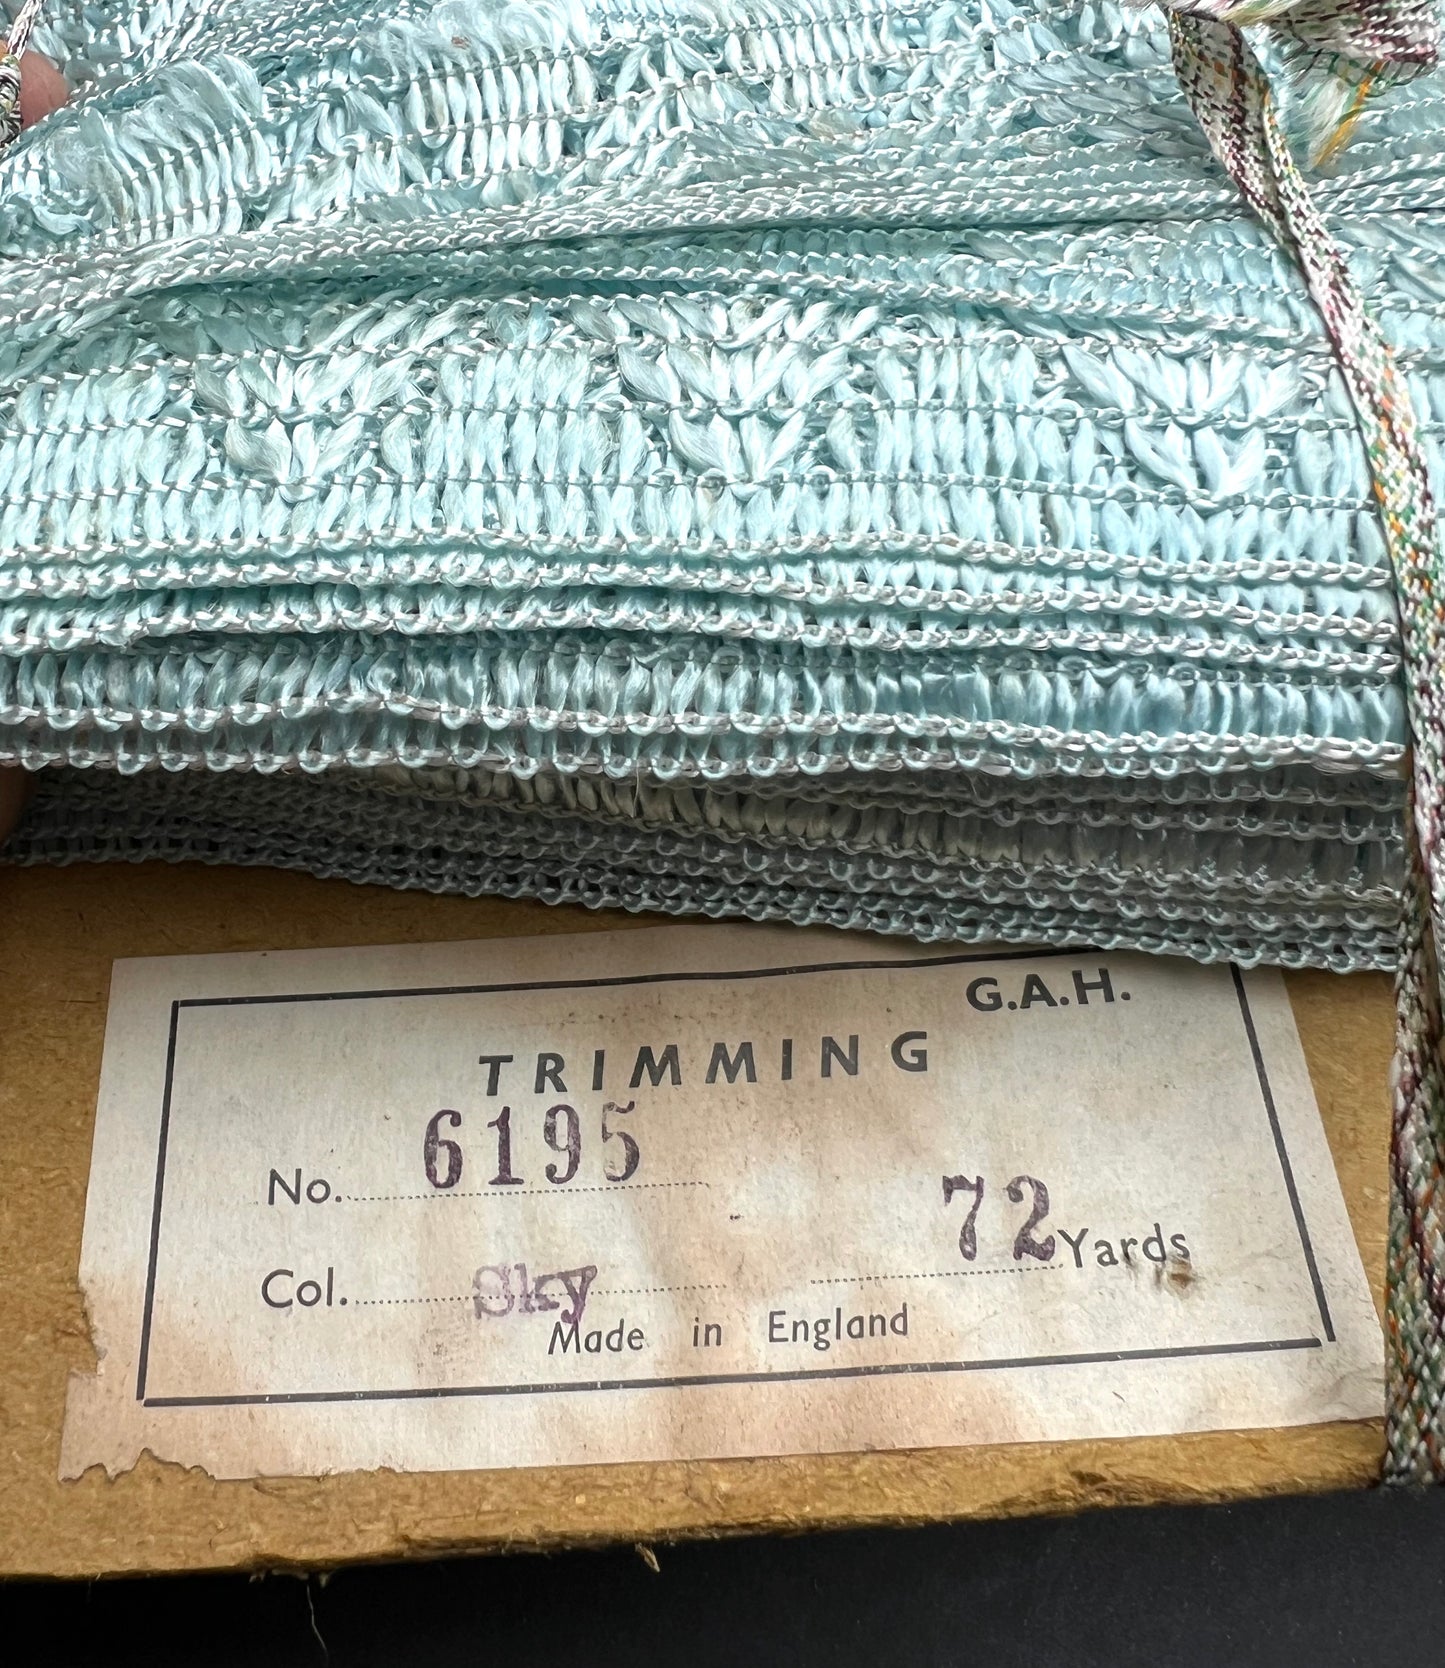 G.A.H.
TRIMMING
No. 6195
72 Yards
Col. Sky
Made in England